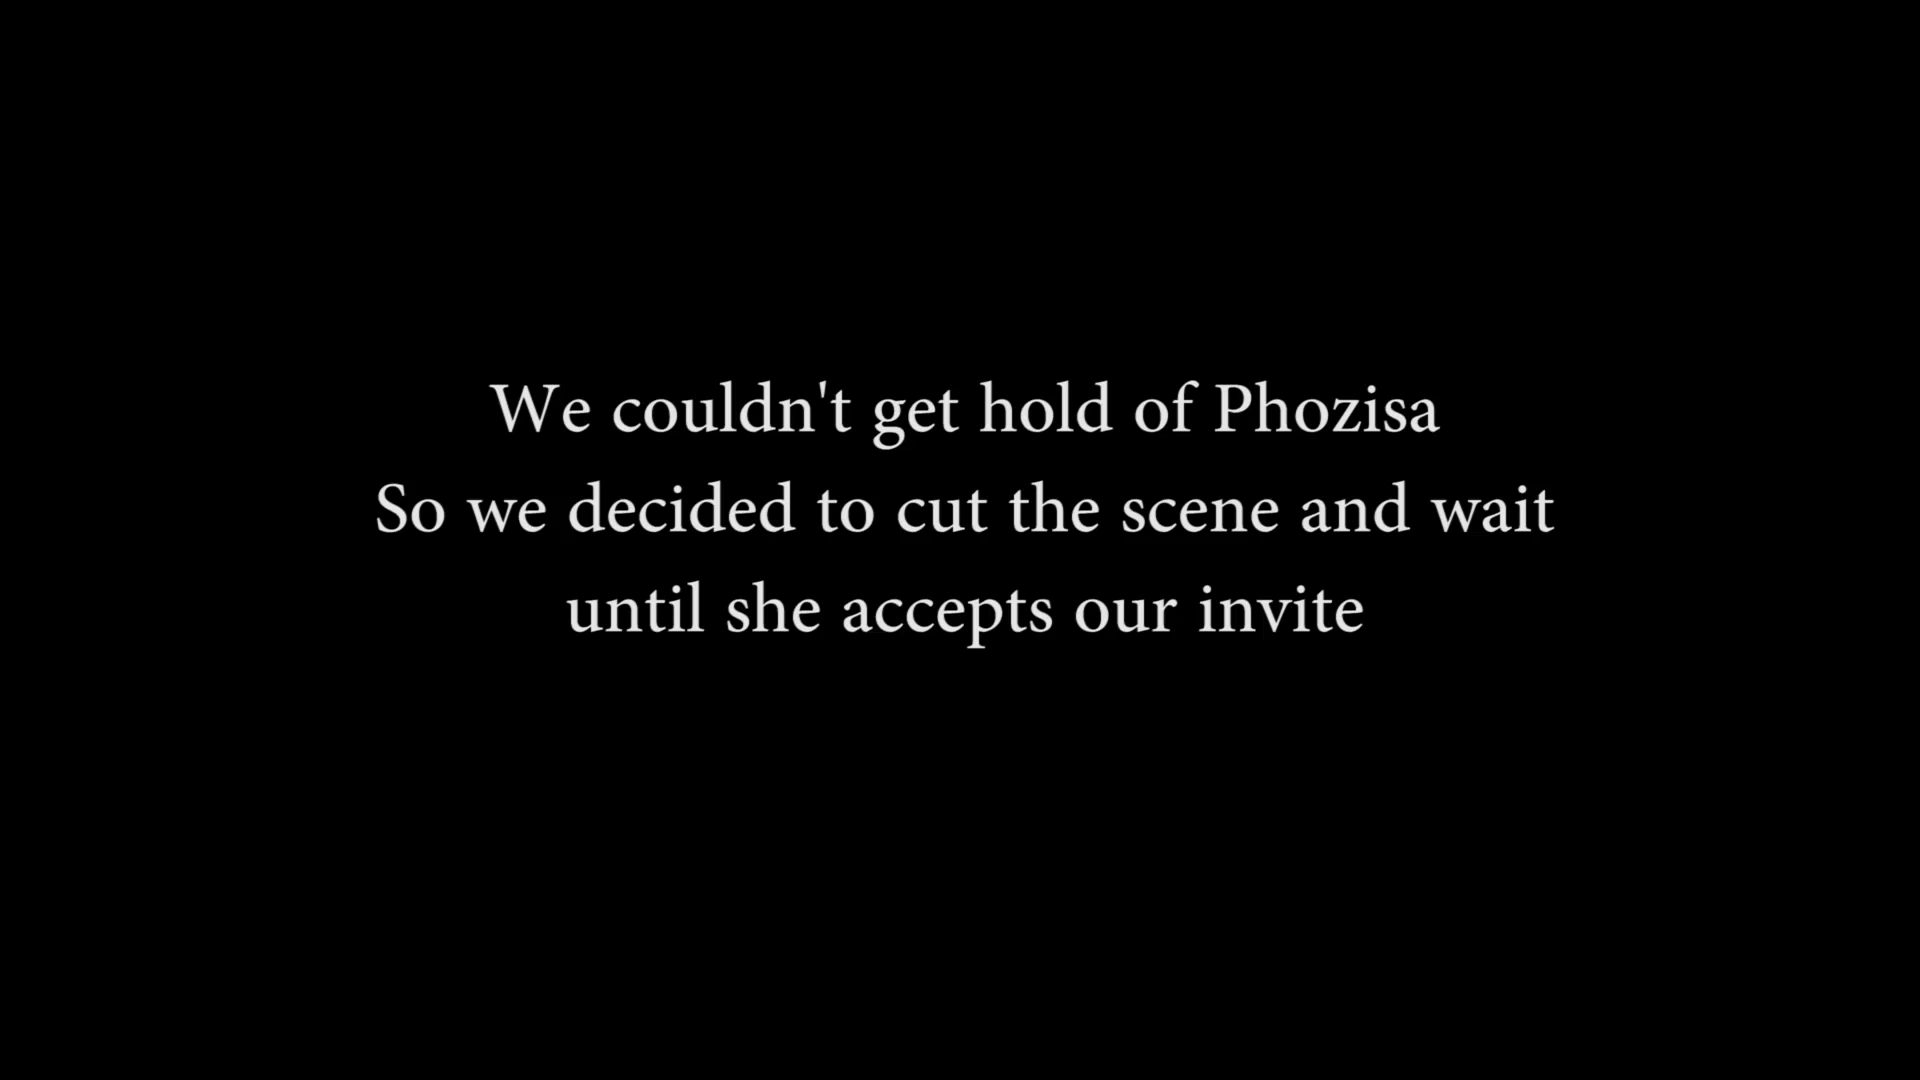 We couldn't get hold of Phozisa
So we decided to cut the scene and wait
until she accepts our invite